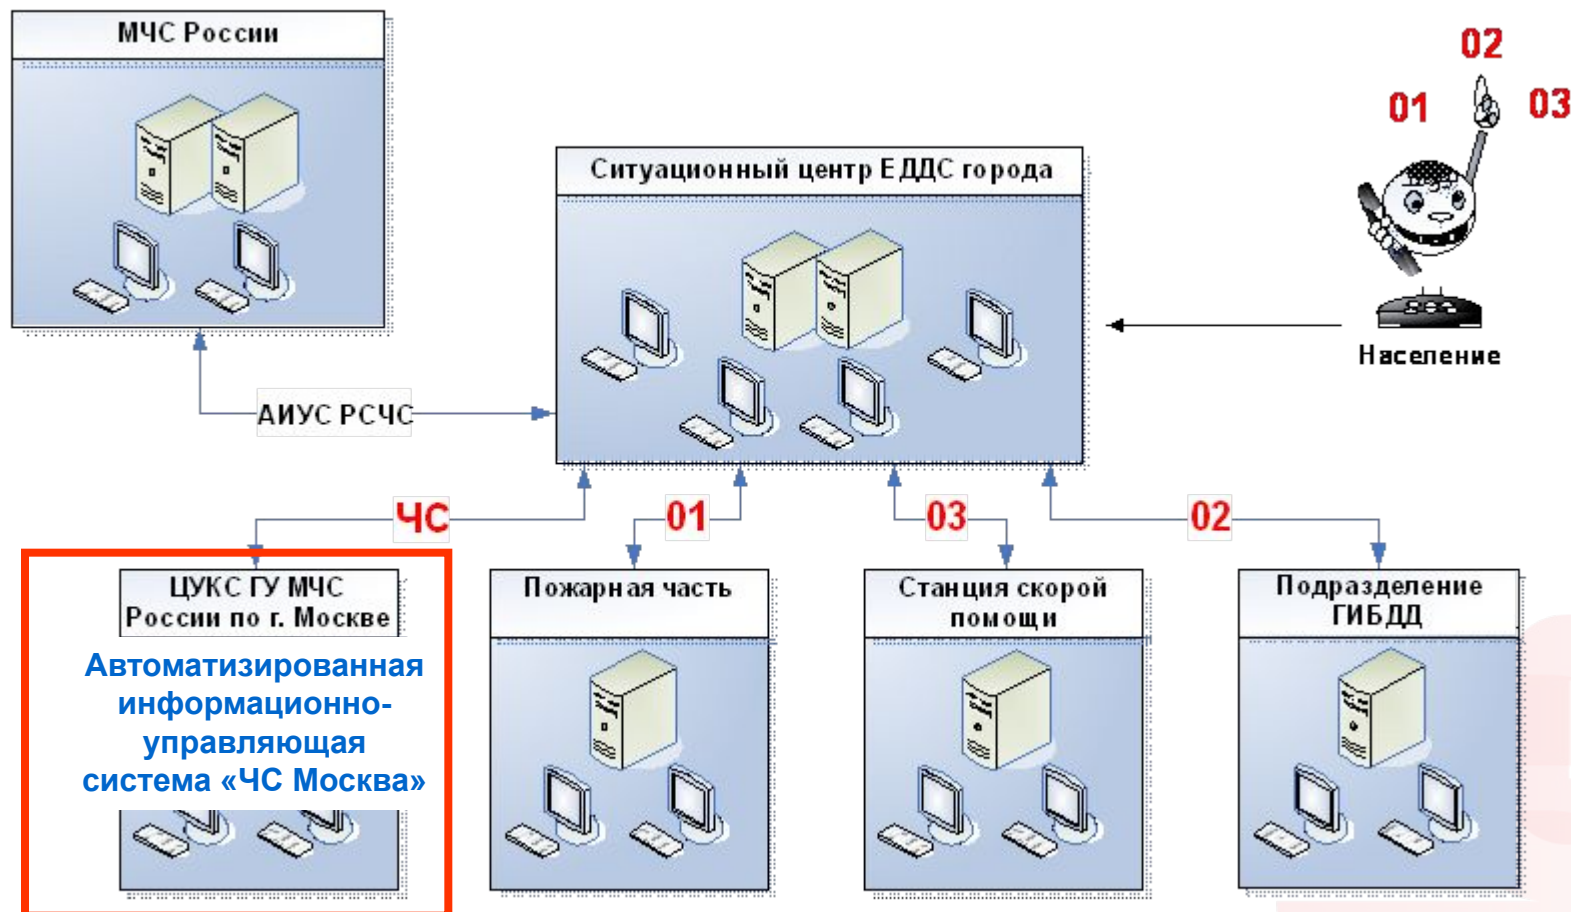 МЧС России
02
01
03
Ситуационный центр ЕДДС города
Население
АИУС РСЧС
ЧС
01
03
02
ЦУКС ГУ МЧС
России по г. Москве
Автоматизированная
информационно-
управляющая
система «ЧС Москва»
Пожарная часть
Станция скорой
помощи
Подразделение
ГИБДД